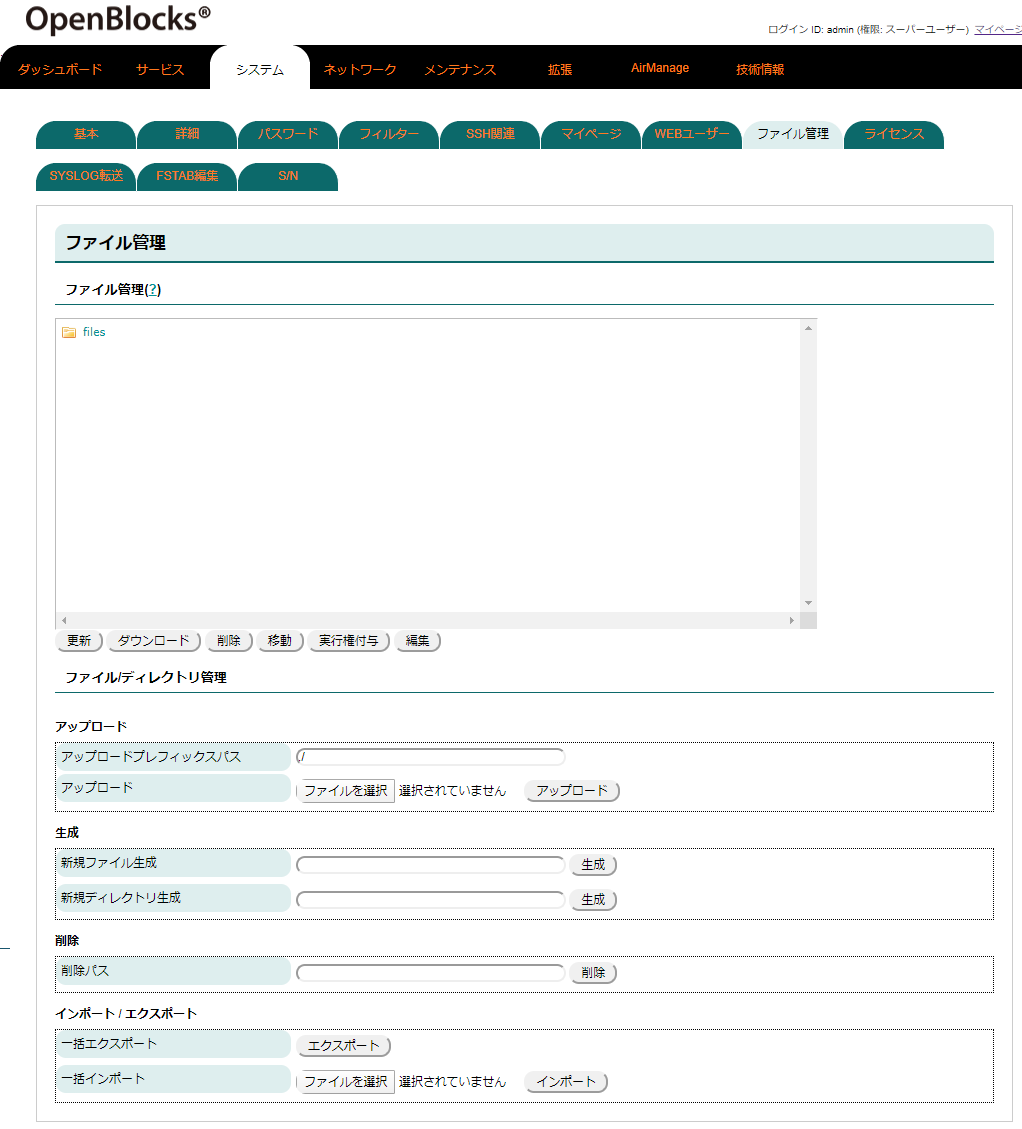 OpenBlocks®
ログイン ID: admin (権限: スーパーユーザー) マイページ
ダッシュボード サービス システム ネットワーク メンテナンス 拡張 AirManage 技術情報
基本 詳細 パスワード フィルター SSH関連 マイページ WEBユーザー ファイル管理 ライセンス
SYSLOG転送 FSTAB編集 S/N
ファイル管理
ファイル管理(?)
files
更新 ダウンロード 削除 移動 実行権付与 編集
ファイル/ディレクトリ管理
アップロード
アップロードプレフィックスパス ./
アップロード ファイルを選択 選択されていません アップロード
生成
新規ファイル生成 生成
新規ディレクトリ生成 生成
削除
削除パス 削除
インポート / エクスポート
一括エクスポート エクスポート
一括インポート ファイルを選択 選択されていません インポート